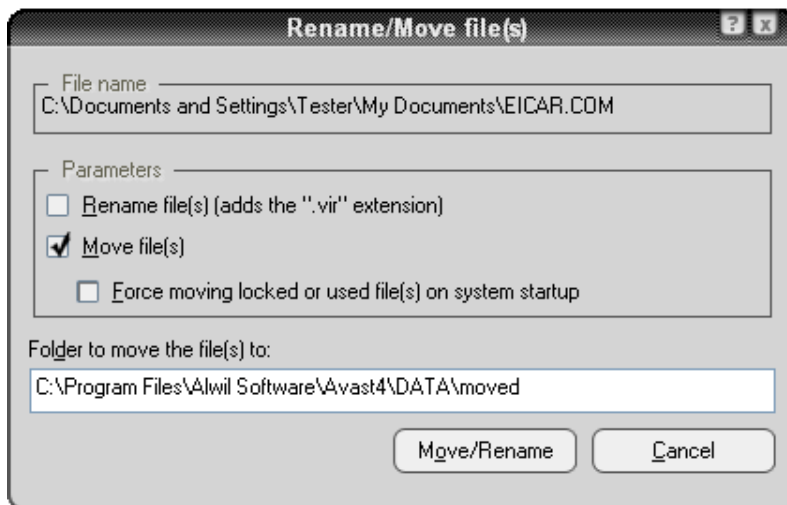 Rename/Move file(s)
File name
C:\Documents and Settings\Tester\My Documents\EICAR.COM
Parameters
Rename file(s) (adds the ".vir" extension)
Move file(s)
Force moving locked or used file(s) on system startup
Folder to move the file(s) to:
C:\Program Files\Alwil Software\Avast4\DATA\moved
Move/Rename Cancel